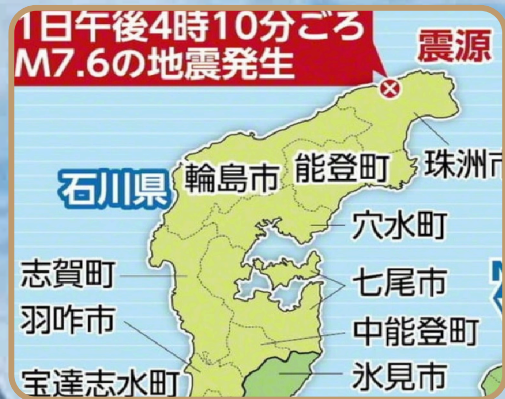 1日午後4時10分ごろ
M7.6の地震発生
震源
石川県
輪島市
能登町
珠洲市
穴水町
志賀町
七尾市
羽咋市
中能登町
宝達志水町
氷見市